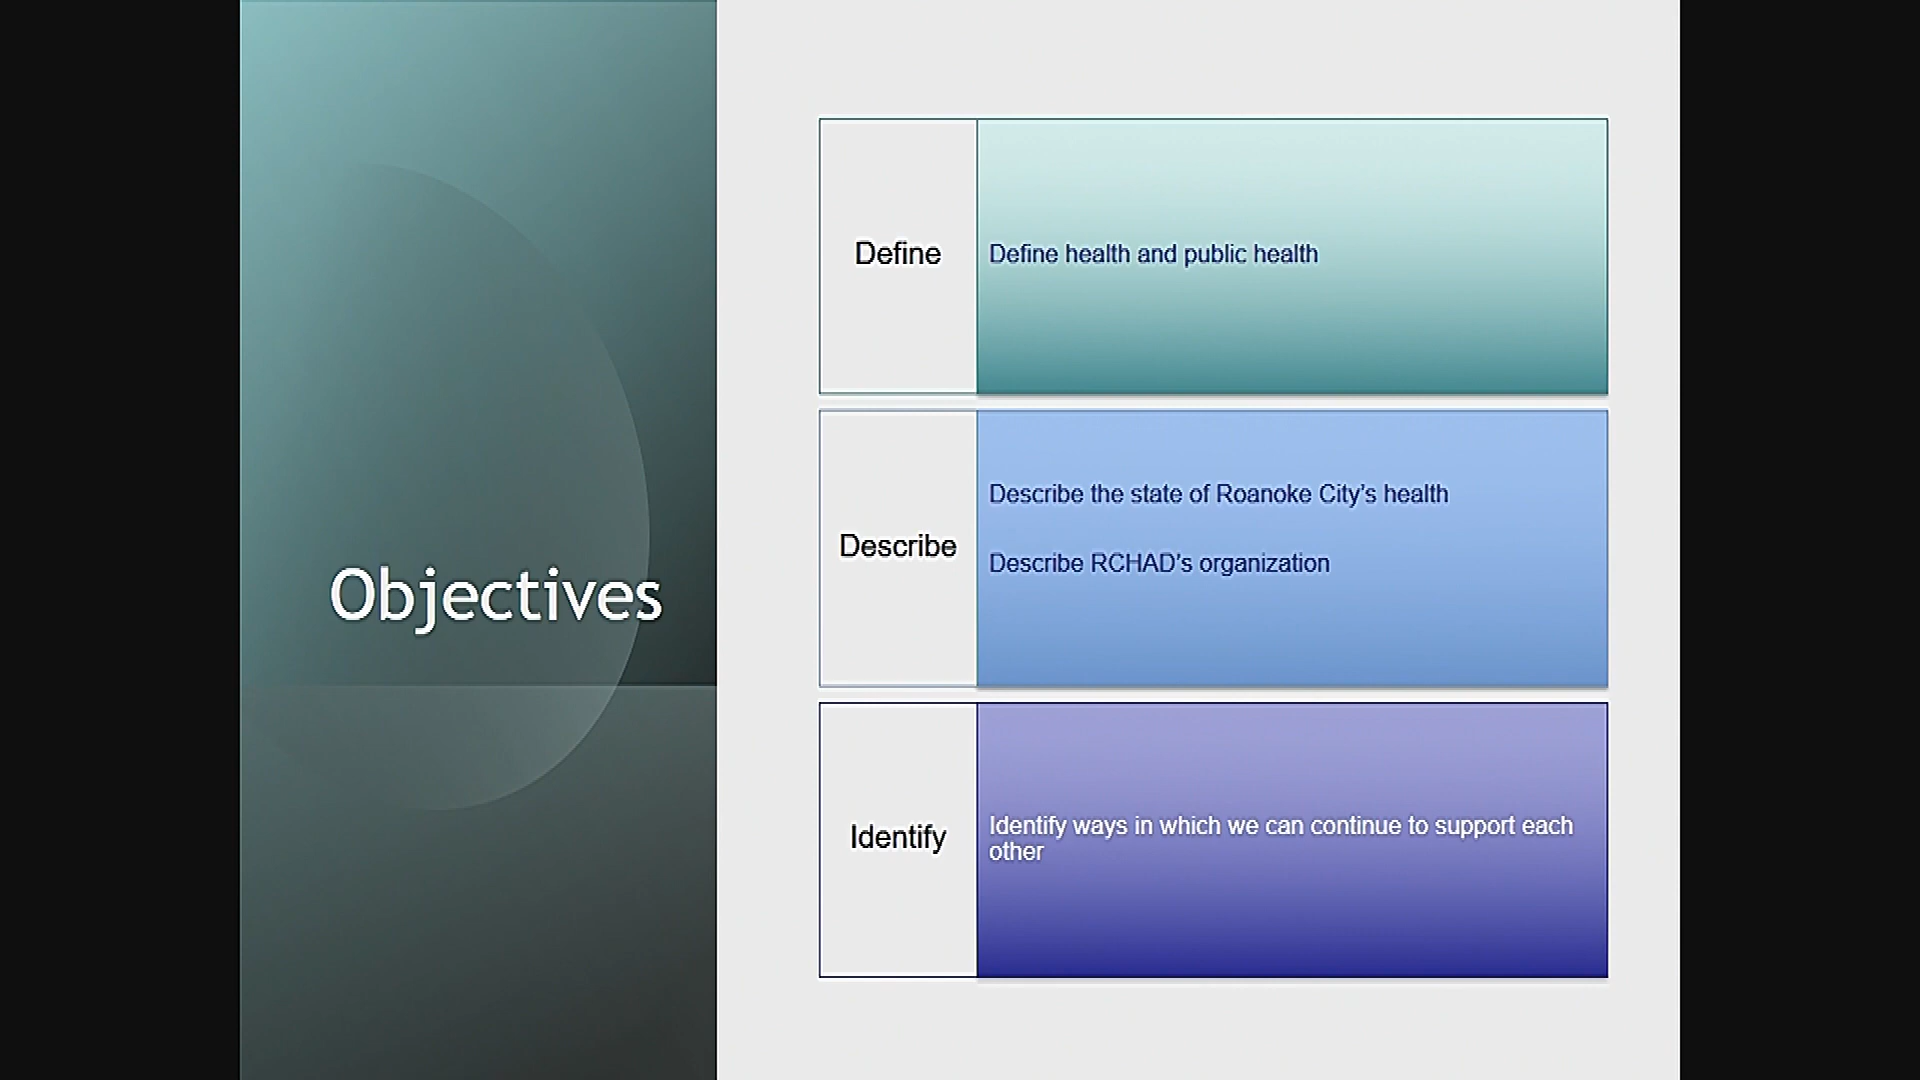 Objectives
Define
Define health and public health
Describe
Describe the state of Roanoke City's health
Describe RCHAD's organization
Identify
Identify ways in which we can continue to support each
other